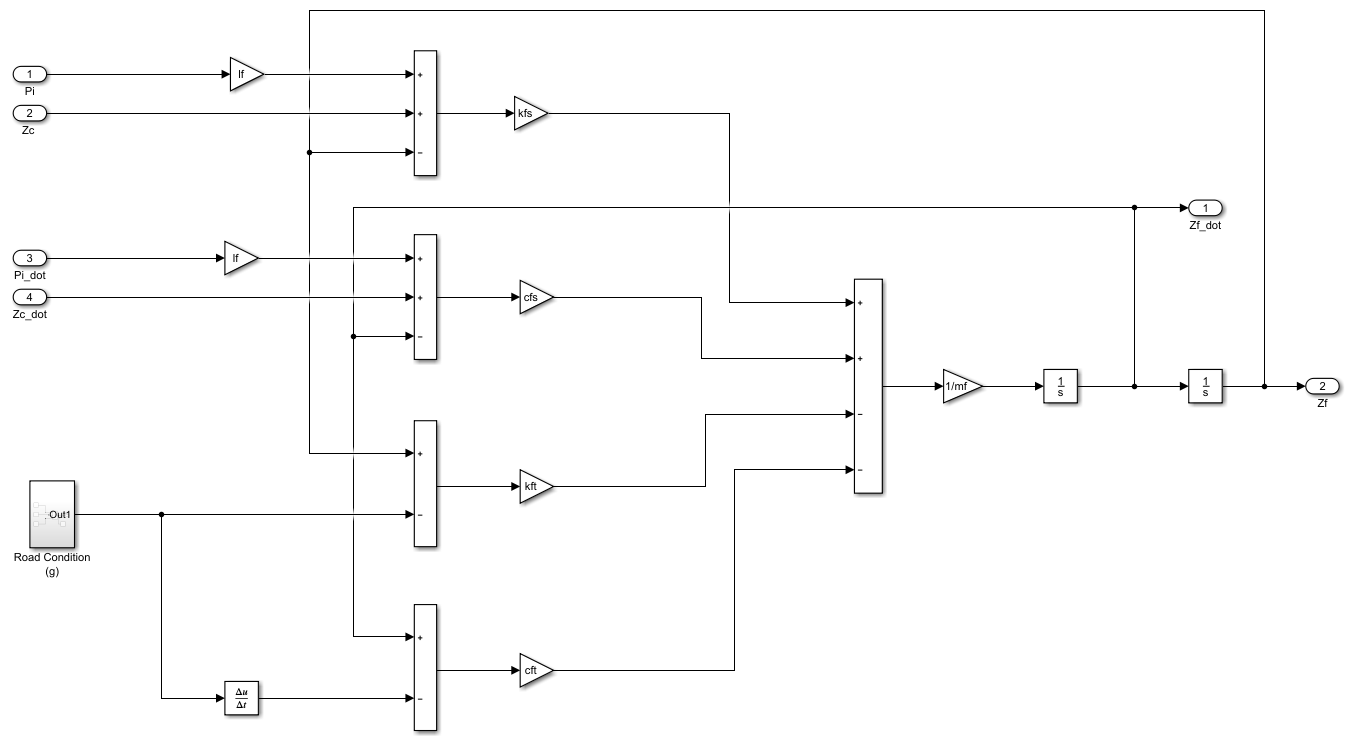 1
Pi
lf
+
2
Zc
+
kfs
−
1
Zf_dot
3
Pi_dot
lf
+
4
Zc_dot
+
cfs
−
+
+
−
−
1/mf
1
s
1
s
2
Zf
+
kft
−
Out1
Road Condition
(g)
+
cft
−
Δu
Δt